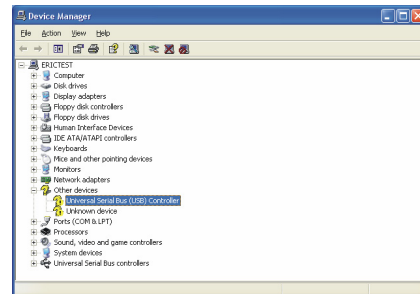 Device Manager
File Action View Help
ERICTEST
Computer
Disk drives
Display adapters
Floppy disk controllers
Floppy disk drives
Human Interface Devices
IDE ATA/ATAPI controllers
Keyboards
Mice and other pointing devices
Monitors
Network adapters
Other devices
Universal Serial Bus (USB) Controller
Unknown device
Ports (COM & LPT)
Processors
Sound, video and game controllers
System devices
Universal Serial Bus controllers